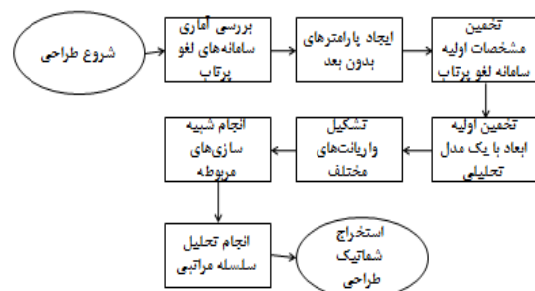 شروع طراحی
بررسی آماری
سامانه‌های لغو
پرتاب
ایجاد پارامترهای
بدون بعد
تخمین
مشخصات اولیه
سامانه لغو پرتاب
تخمین اولیه
ابعاد با یک مدل
تحلیلی
تشکیل
واریانت‌های
مختلف
انجام شبیه
سازی‌های
مربوطه
انجام تحلیل
سلسله مراتبی
استخراج
شماتیک
طراحی